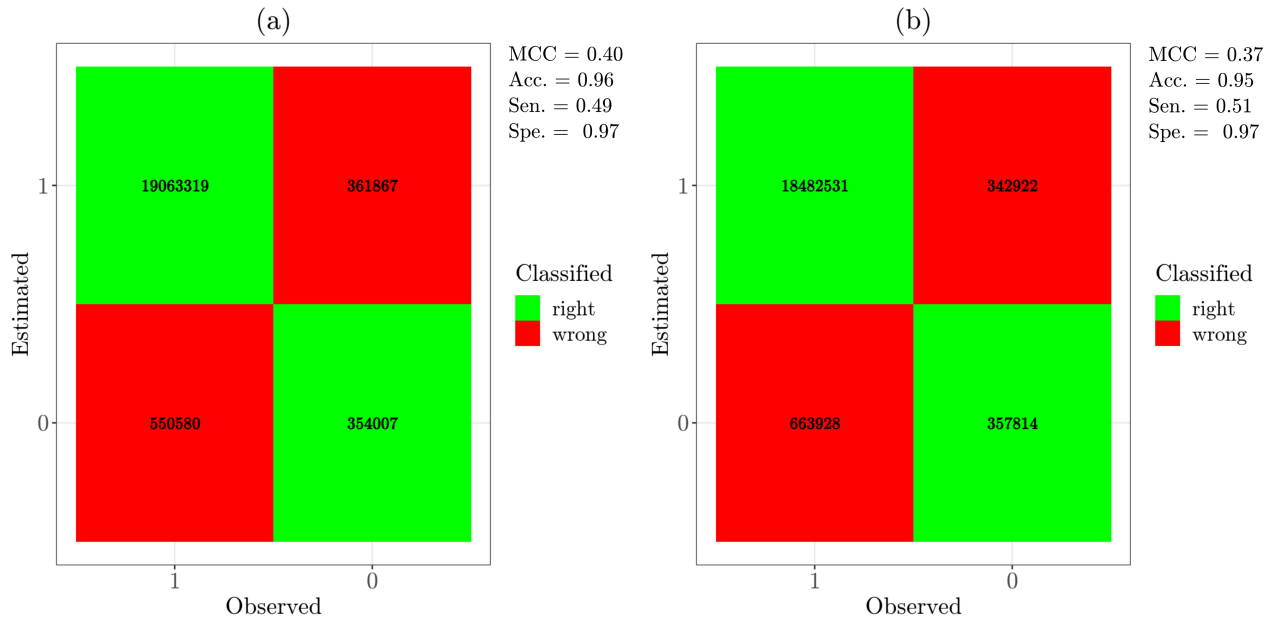 (a)
MCC = 0.40
Acc. = 0.96
Sen. = 0.49
Spe. = 0.97
1
19063319
361867
0
550580
354007
1
0
Estimated
Observed
Classified
right
wrong
(b)
MCC = 0.37
Acc. = 0.95
Sen. = 0.51
Spe. = 0.97
1
18482531
342922
0
663928
357814
1
0
Estimated
Observed
Classified
right
wrong